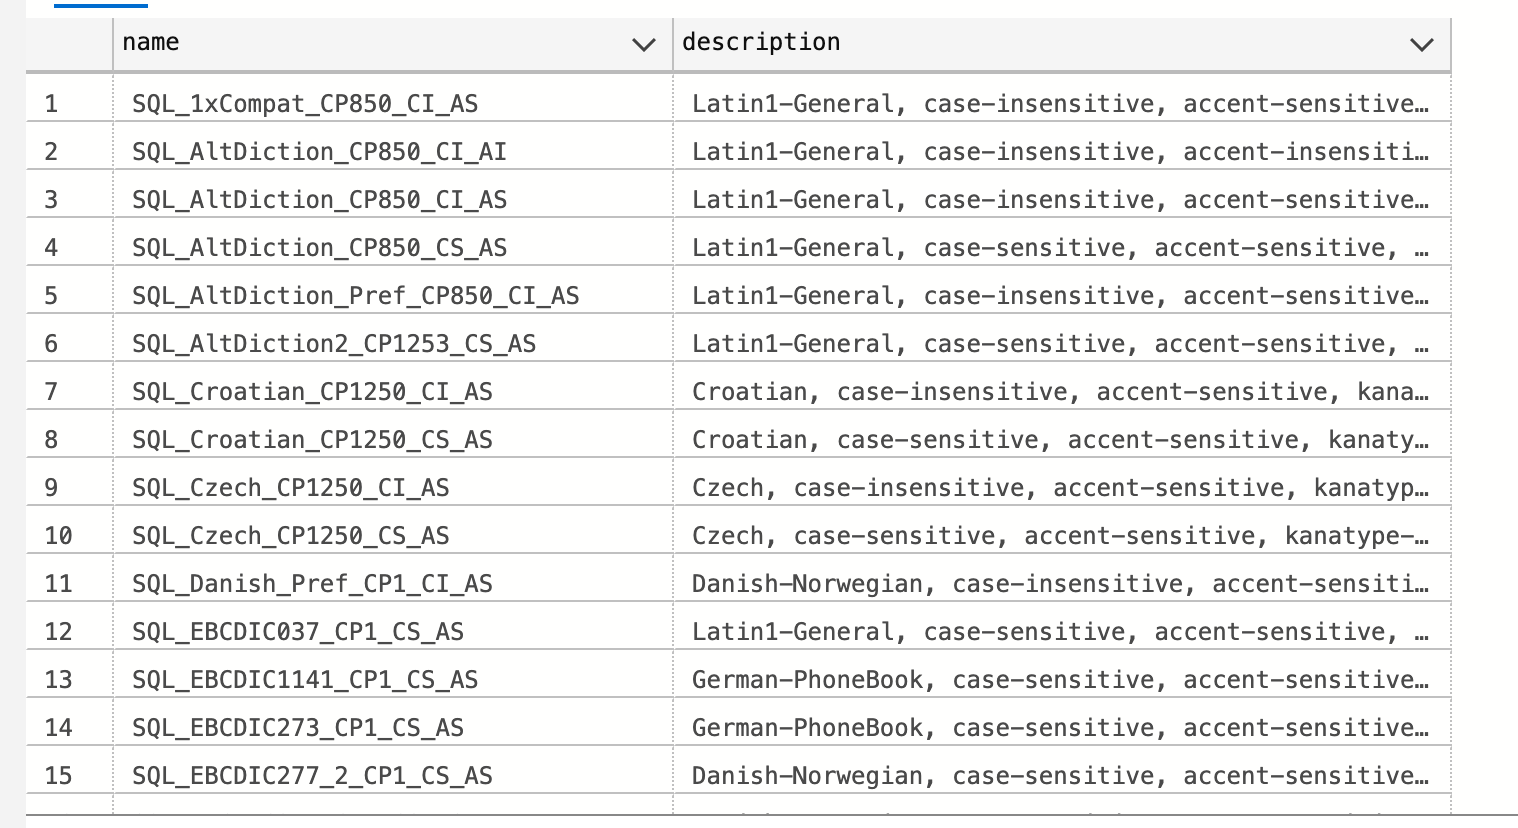 name description
1 SQL_1xCompat_CP850_CI_AS Latin1-General, case-insensitive, accent-sensitive…
2 SQL_AltDiction_CP850_CI_AI Latin1-General, case-insensitive, accent-insensiti…
3 SQL_AltDiction_CP850_CI_AS Latin1-General, case-insensitive, accent-sensitive…
4 SQL_AltDiction_CP850_CS_AS Latin1-General, case-sensitive, accent-sensitive, …
5 SQL_AltDiction_Pref_CP850_CI_AS Latin1-General, case-insensitive, accent-sensitive…
6 SQL_AltDiction2_CP1253_CS_AS Latin1-General, case-sensitive, accent-sensitive, …
7 SQL_Croatian_CP1250_CI_AS Croatian, case-insensitive, accent-sensitive, kana…
8 SQL_Croatian_CP1250_CS_AS Croatian, case-sensitive, accent-sensitive, kanaty…
9 SQL_Czech_CP1250_CI_AS Czech, case-insensitive, accent-sensitive, kanatyp…
10 SQL_Czech_CP1250_CS_AS Czech, case-sensitive, accent-sensitive, kanatype-…
11 SQL_Danish_Pref_CP1_CI_AS Danish-Norwegian, case-insensitive, accent-sensiti…
12 SQL_EBCDIC037_CP1_CS_AS Latin1-General, case-sensitive, accent-sensitive, …
13 SQL_EBCDIC1141_CP1_CS_AS German-PhoneBook, case-sensitive, accent-sensitive…
14 SQL_EBCDIC273_CP1_CS_AS German-PhoneBook, case-sensitive, accent-sensitive…
15 SQL_EBCDIC277_2_CP1_CS_AS Danish-Norwegian, case-sensitive, accent-sensitive…